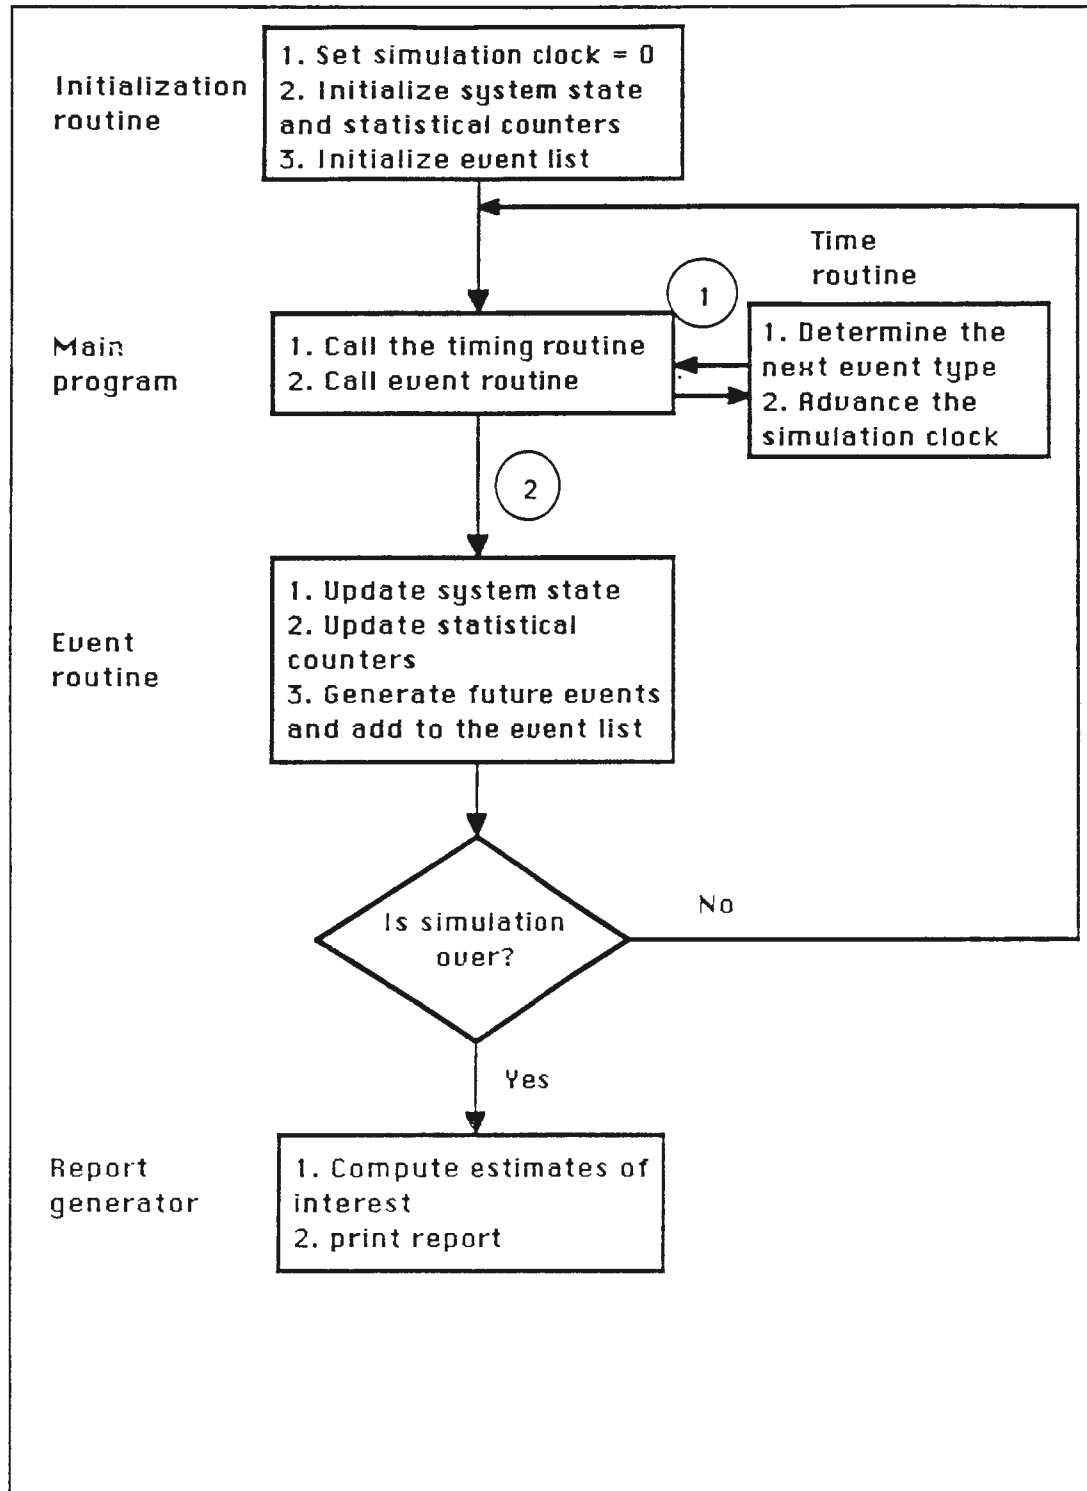 Initialization
routine
1. Set simulation clock = 0
2. Initialize system state
and statistical counters
3. Initialize event list
Time
routine
1
Main
program
1. Call the timing routine
2. Call event routine
1. Determine the
next event type
2. Advance the
simulation clock
2
Event
routine
1. Update system state
2. Update statistical
counters
3. Generate future events
and add to the event list
Is simulation
over?
No
Yes
Report
generator
1. Compute estimates of
interest
2. print report